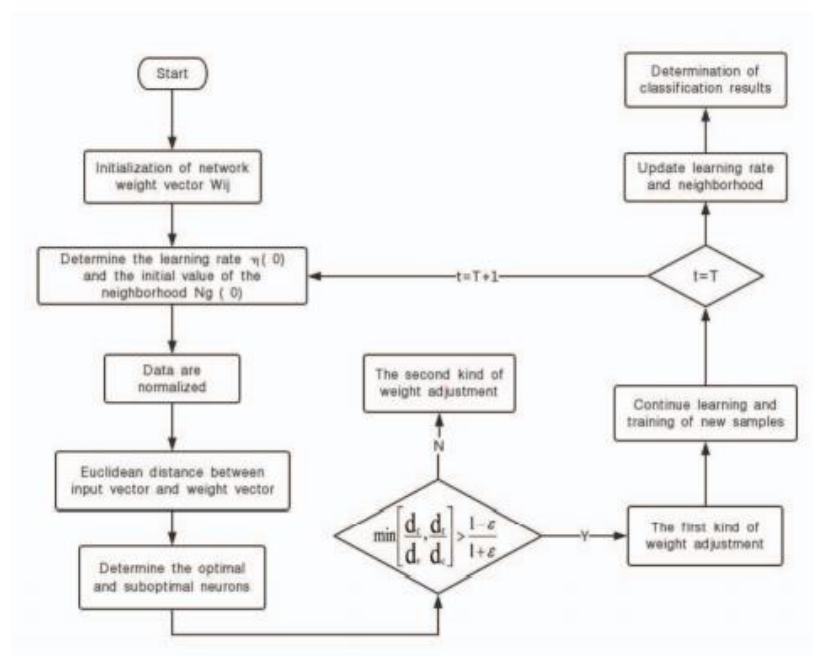 Start
Initialization of network
weight vector Wij
Determine the learning rate η( 0)
and the initial value of the
neighborhood Ng ( 0)
Data are
normalized
Euclidean distance between
input vector and weight vector
Determine the optimal
and suboptimal neurons
The second kind of
weight adjustment
N
min[ , ] > 1-ε / 1+ε
Y
The first kind of
weight adjustment
Continue learning and
training of new samples
t=T
t=T+1
Update learning rate
and neighborhood
Determination of
classification results